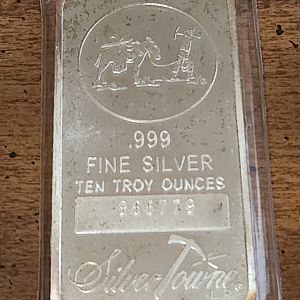 .999
FINE SILVER
TEN TROY OUNCES
SilverTowne